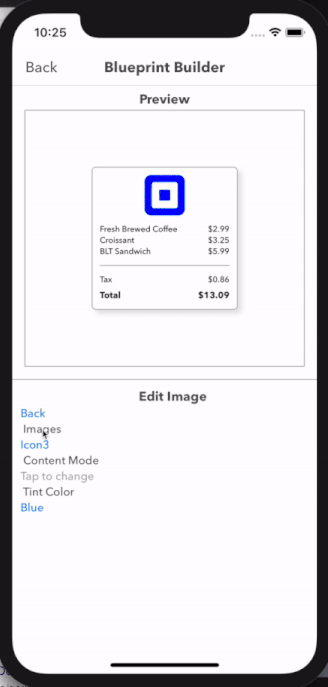 10:25
Back Blueprint Builder
Preview
Fresh Brewed Coffee $2.99
Croissant $3.25
BLT Sandwich $5.99
Tax $0.86
Total $13.09
Edit Image
Back
Images
Icon3
Content Mode
Tap to change
Tint Color
Blue